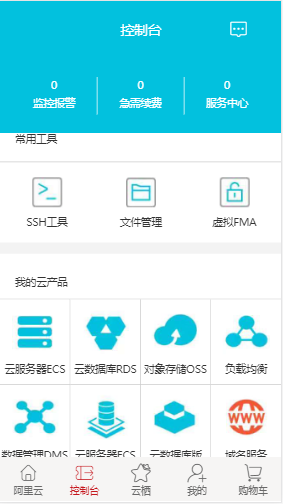 控制台
0 0 0
监控报警 急需续费 服务中心
常用工具
SSH工具 文件管理 虚拟FMA
我的云产品
云服务器ECS 云数据库RDS 对象存储OSS 负载均衡
WWW
数据管理DMS 云服务器ECS 云数据库版 域名服务
阿里云 控制台 云栖 我的 购物车